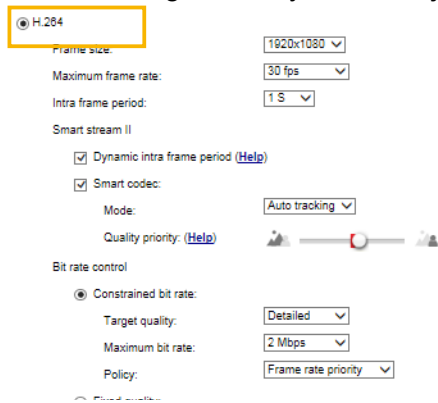 H.264
Frame size: 1920x1080
Maximum frame rate: 30 fps
Intra frame period: 1 S
Smart stream II
Dynamic intra frame period (Help)
Smart codec:
Mode: Auto tracking
Quality priority: (Help)
Bit rate control
Constrained bit rate:
Target quality: Detailed
Maximum bit rate: 2 Mbps
Policy: Frame rate priority
Fixed quality: